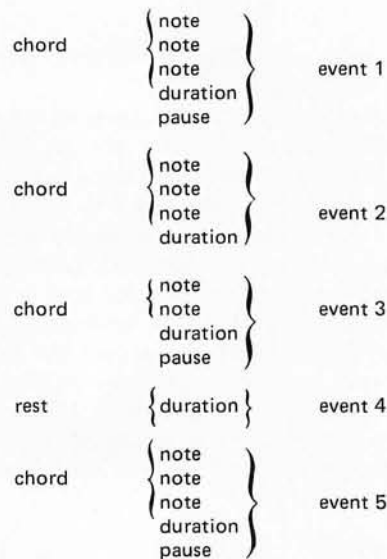 note
chord note
note event 1
duration
pause
note
chord note
note event 2
duration
note
chord note event 3
duration
pause
rest duration event 4
note
chord note
note event 5
duration
pause